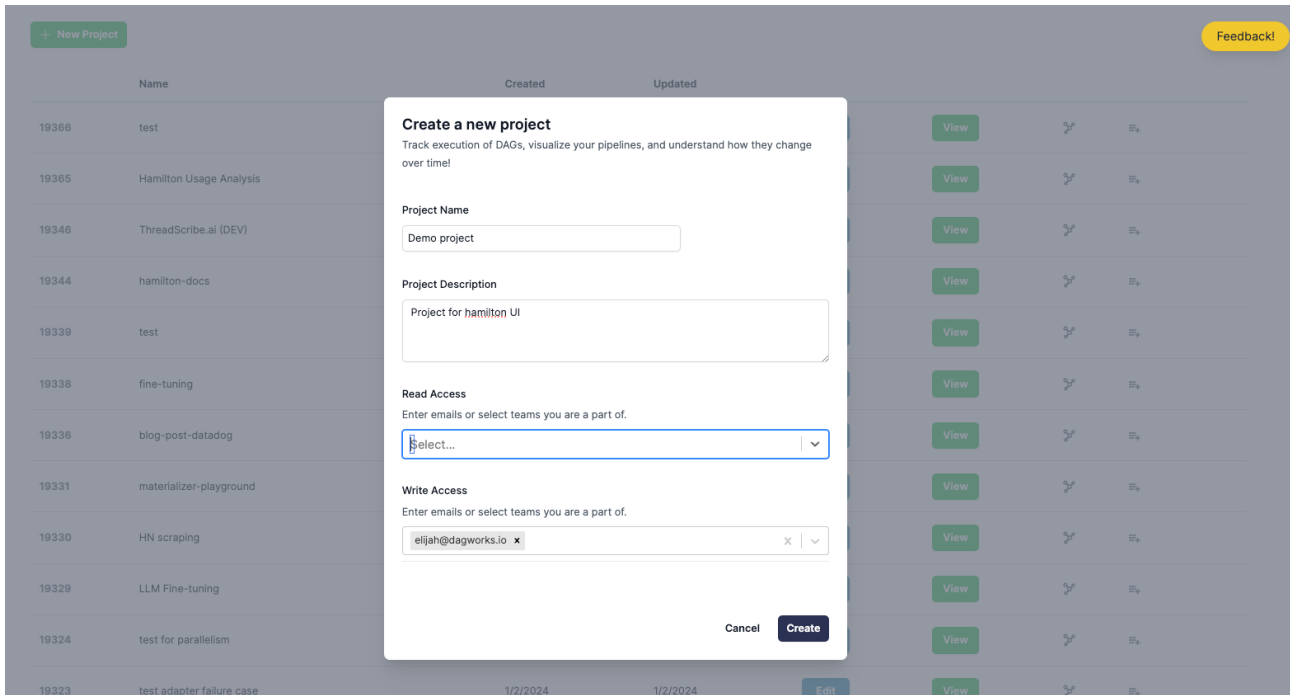 + New Project
Feedback!
Name Created Updated
19366 test View
19365 Hamilton Usage Analysis View
19346 ThreadScribe.ai (DEV) View
19344 hamilton-docs View
19339 test View
19338 fine-tuning View
19336 blog-post-datadog View
19331 materializer-playground View
19330 HN scraping View
19329 LLM Fine-tuning View
19324 test for parallelism View
19323 test adapter failure case 1/2/2024 1/2/2024 Edit View
Create a new project
Track execution of DAGs, visualize your pipelines, and understand how they change
over time!
Project Name
Demo project
Project Description
Project for hamilton UI
Read Access
Enter emails or select teams you are a part of.
Select...
Write Access
Enter emails or select teams you are a part of.
elijah@dagworks.io x
Cancel Create